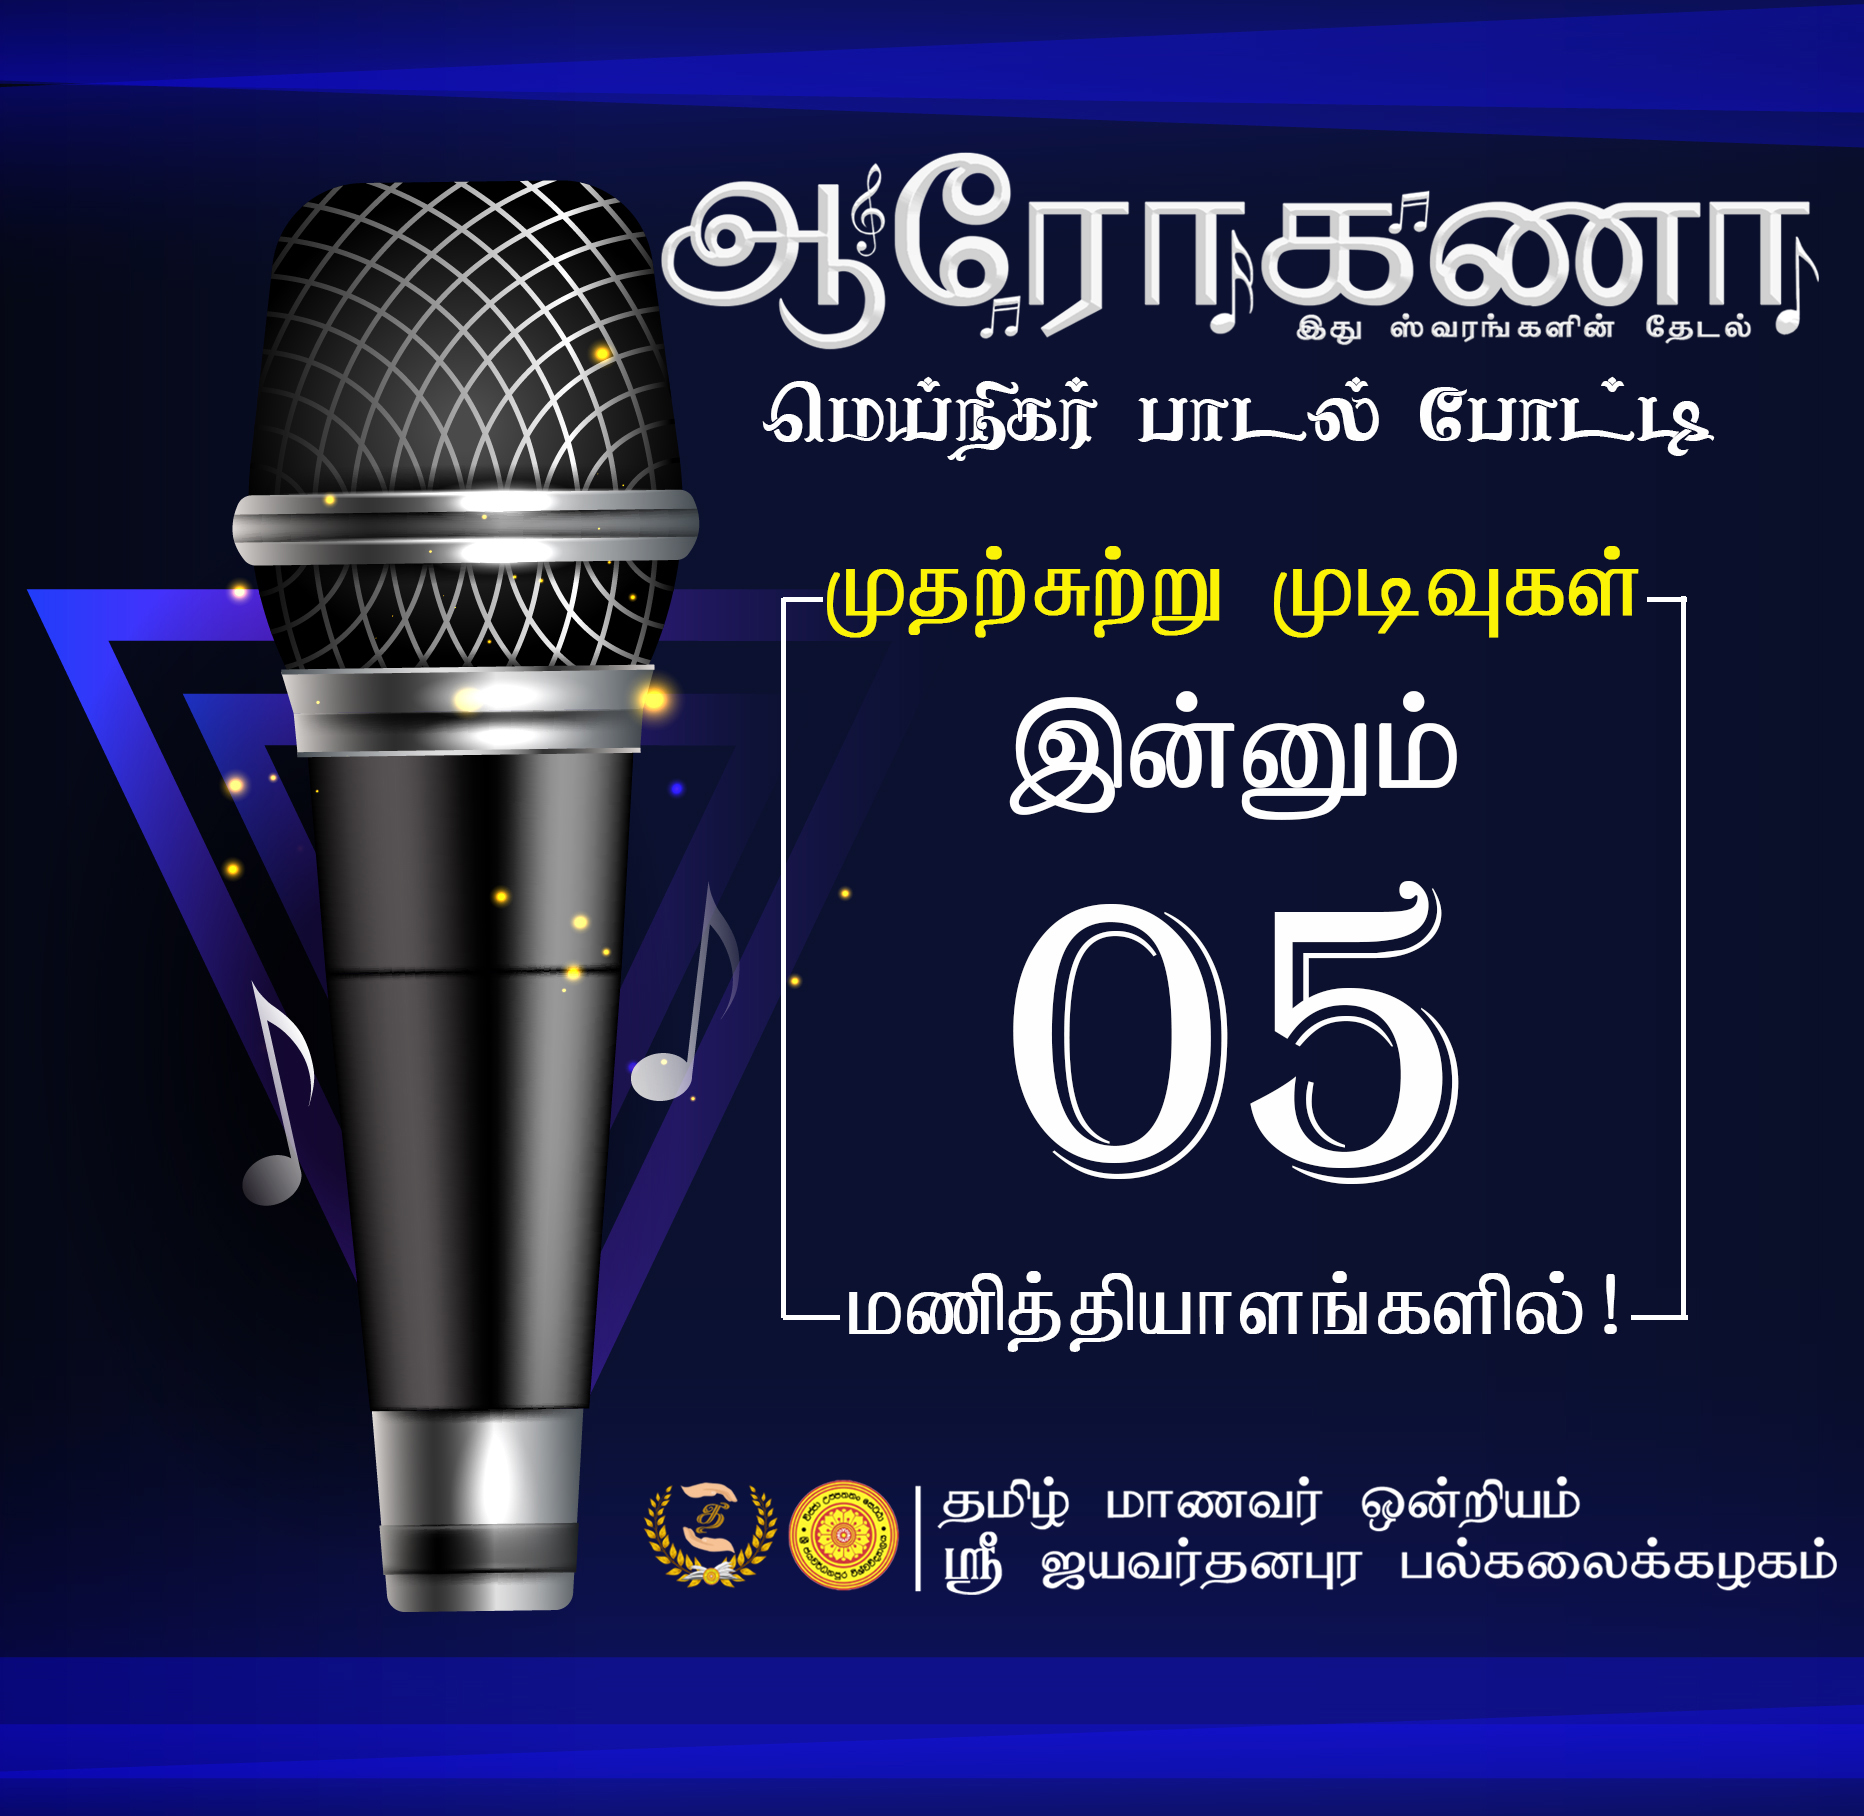 ஆரோகணா
இது ஸ்வரங்களின் தேடல்
மெய்நிகர் பாடல் போட்டி
முதற்சுற்று முடிவுகள்
இன்னும்
05
மணித்தியாளங்களில்!
தமிழ் மாணவர் ஒன்றியம்
ஸ்ரீ ஜயவர்தனபுர பல்கலைக்கழகம்